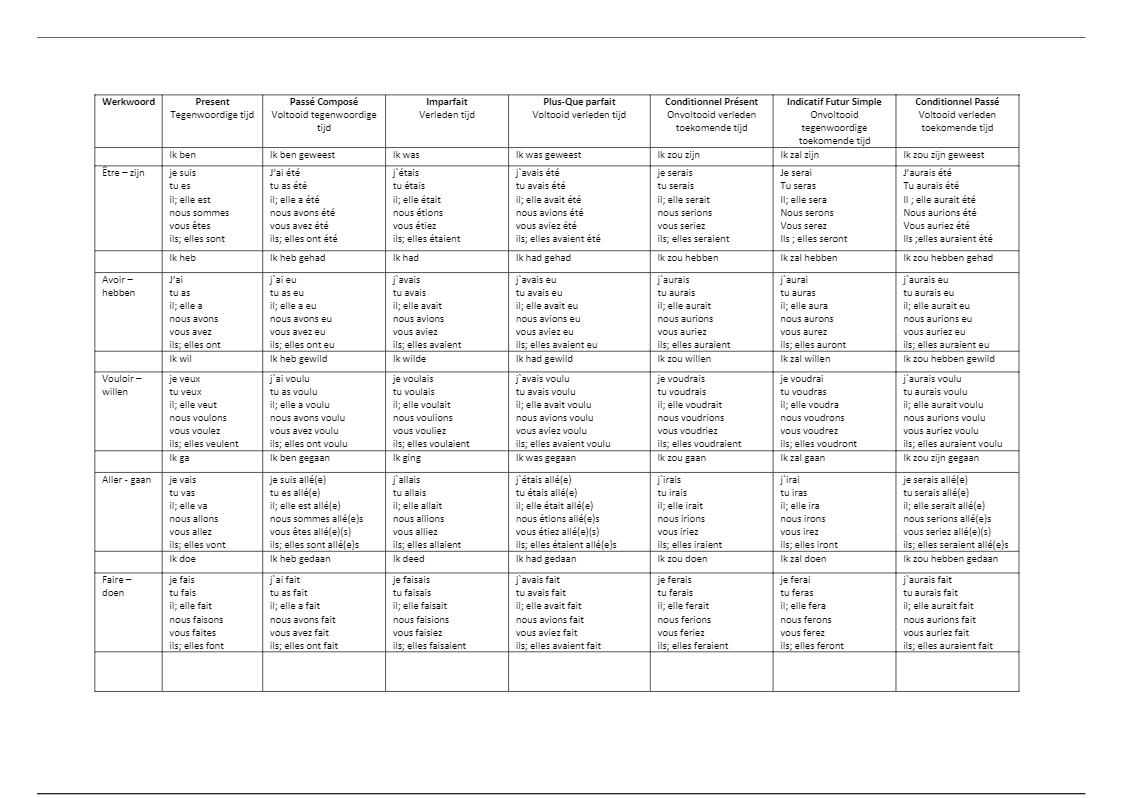 Werkwoord Present Passé Composé Imparfait Plus-Que parfait Conditionnel Présent Indicatif Futur Simple Conditionnel Passé
Tegenwoordige tijd Voltooid tegenwoordige Verleden tijd Voltooid verleden tijd Onvoltooid verleden Onvoltooid Voltooid verleden
tijd toekomende tijd tegenwoordige toekomende tijd
toekomende tijd
Ik ben Ik ben geweest Ik was Ik was geweest Ik zou zijn Ik zal zijn Ik zou zijn geweest
Être – zijn je suis J’ai été j`étais j`avais été je serais Je serai J’aurais été
tu es tu as été tu étais tu avais été tu serais Tu seras Tu aurais été
il; elle est il; elle a été il; elle était il; elle avait été il; elle serait Il; elle sera Il ; elle aurait été
nous sommes nous avons été nous étions nous avions été nous serions Nous serons Nous aurions été
vous êtes vous avez été vous étiez vous aviez été vous seriez Vous serez Vous auriez été
ils; elles sont ils; elles ont été ils; elles étaient ils; elles avaient été ils; elles seraient Ils ; elles seront Ils ;elles auraient été
Ik heb Ik heb gehad Ik had Ik had gehad Ik zou hebben Ik zal hebben Ik zou hebben gehad
Avoir – J’ai j`ai eu j`avais j`avais eu j`aurais j`aurai j`aurais eu
hebben tu as tu as eu tu avais tu avais eu tu aurais tu auras tu aurais eu
il; elle a il; elle a eu il; elle avait il; elle avait eu il; elle aurait il; elle aura il; elle aurait eu
nous avons nous avons eu nous avions nous avions eu nous aurions nous aurons nous aurions eu
vous avez vous avez eu vous aviez vous aviez eu vous auriez vous aurez vous auriez eu
ils; elles ont ils; elles ont eu ils; elles avaient ils; elles avaient eu ils; elles auraient ils; elles auront ils; elles auraient eu
Ik wil Ik heb gewild Ik wilde Ik had gewild Ik zou willen Ik zal willen Ik zou hebben gewild
Vouloir – je veux j`ai voulu je voulais j`avais voulu je voudrais je voudrai j`aurais voulu
willen tu veux tu as voulu tu voulais tu avais voulu tu voudrais tu voudras tu aurais voulu
il; elle veut il; elle a voulu il; elle voulait il; elle avait voulu il; elle voudrait il; elle voudra il; elle aurait voulu
nous voulons nous avons voulu nous voulions nous avions voulu nous voudrions nous voudrons nous aurions voulu
vous voulez vous avez voulu vous vouliez vous aviez voulu vous voudriez vous voudrez vous auriez voulu
ils; elles veulent ils; elles ont voulu ils; elles voulaient ils; elles avaient voulu ils; elles voudraient ils; elles voudront ils; elles auraient voulu
Ik ga Ik ben gegaan Ik ging Ik was gegaan Ik zou gaan Ik zal gaan Ik zou zijn gegaan
Aller - gaan je vais je suis allé(e) j`allais j`étais allé(e) j`irais j`irai je serais allé(e)
tu vas tu es allé(e) tu allais tu étais allé(e) tu irais tu iras tu serais allé(e)
il; elle va il; elle est allé(e) il; elle allait il; elle était allé(e) il; elle irait il; elle ira il; elle serait allé(e)
nous allons nous sommes allé(e)s nous allions nous étions allé(e)s nous irions nous irons nous serions allé(e)s
vous allez vous êtes allé(e)(s) vous alliez vous étiez allé(e)(s) vous iriez vous irez vous seriez allé(e)(s)
ils; elles vont ils; elles sont allé(e)s ils; elles allaient ils; elles étaient allé(e)s ils; elles iraient ils; elles iront ils; elles seraient allé(e)s
Ik doe Ik heb gedaan Ik deed Ik had gedaan Ik zou doen Ik zal doen Ik zou hebben gedaan
Faire – je fais j`ai fait je faisais j`avais fait je ferais je ferai j`aurais fait
doen tu fais tu as fait tu faisais tu avais fait tu ferais tu feras tu aurais fait
il; elle fait il; elle a fait il; elle faisait il; elle avait fait il; elle ferait il; elle fera il; elle aurait fait
nous faisons nous avons fait nous faisions nous avions fait nous ferions nous ferons nous aurions fait
vous faites vous avez fait vous faisiez vous aviez fait vous feriez vous ferez vous auriez fait
ils; elles font ils; elles ont fait ils; elles faisaient ils; elles avaient fait ils; elles feraient ils; elles feront ils; elles auraient fait